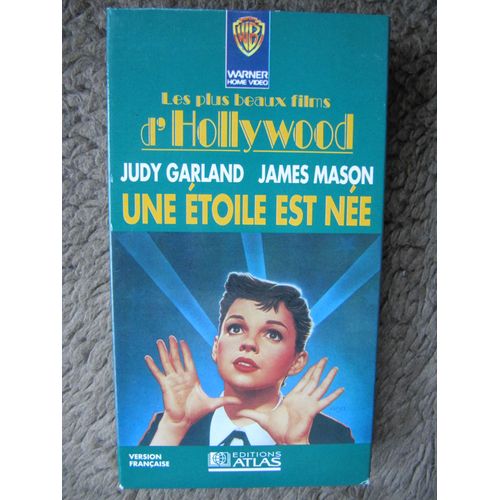 WB
WARNER
HOME VIDEO
Les plus beaux films
d'Hollywood
JUDY GARLAND JAMES MASON
UNE ÉTOILE EST NÉE
VERSION
FRANÇAISE
EDITIONS
ATLAS